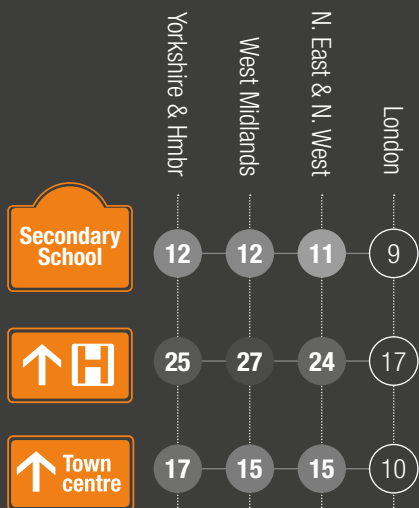 Yorkshire & Hmbr
West Midlands
N. East & N. West
London
Secondary
School
12 12 11 9
H
25 27 24 17
Town
centre
17 15 15 10